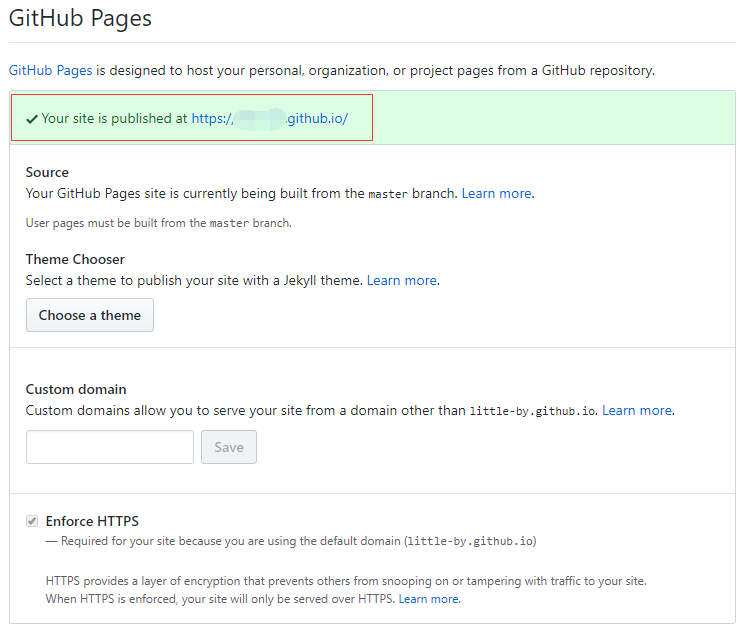 GitHub Pages
GitHub Pages is designed to host your personal, organization, or project pages from a GitHub repository.
✔ Your site is published at https:/ .github.io/
Source
Your GitHub Pages site is currently being built from the master branch. Learn more.
User pages must be built from the master branch.
Theme Chooser
Select a theme to publish your site with a Jekyll theme. Learn more.
Choose a theme
Custom domain
Custom domains allow you to serve your site from a domain other than little-by.github.io. Learn more.
Save
Enforce HTTPS
— Required for your site because you are using the default domain (little-by.github.io)
HTTPS provides a layer of encryption that prevents others from snooping on or tampering with traffic to your site.
When HTTPS is enforced, your site will only be served over HTTPS. Learn more.